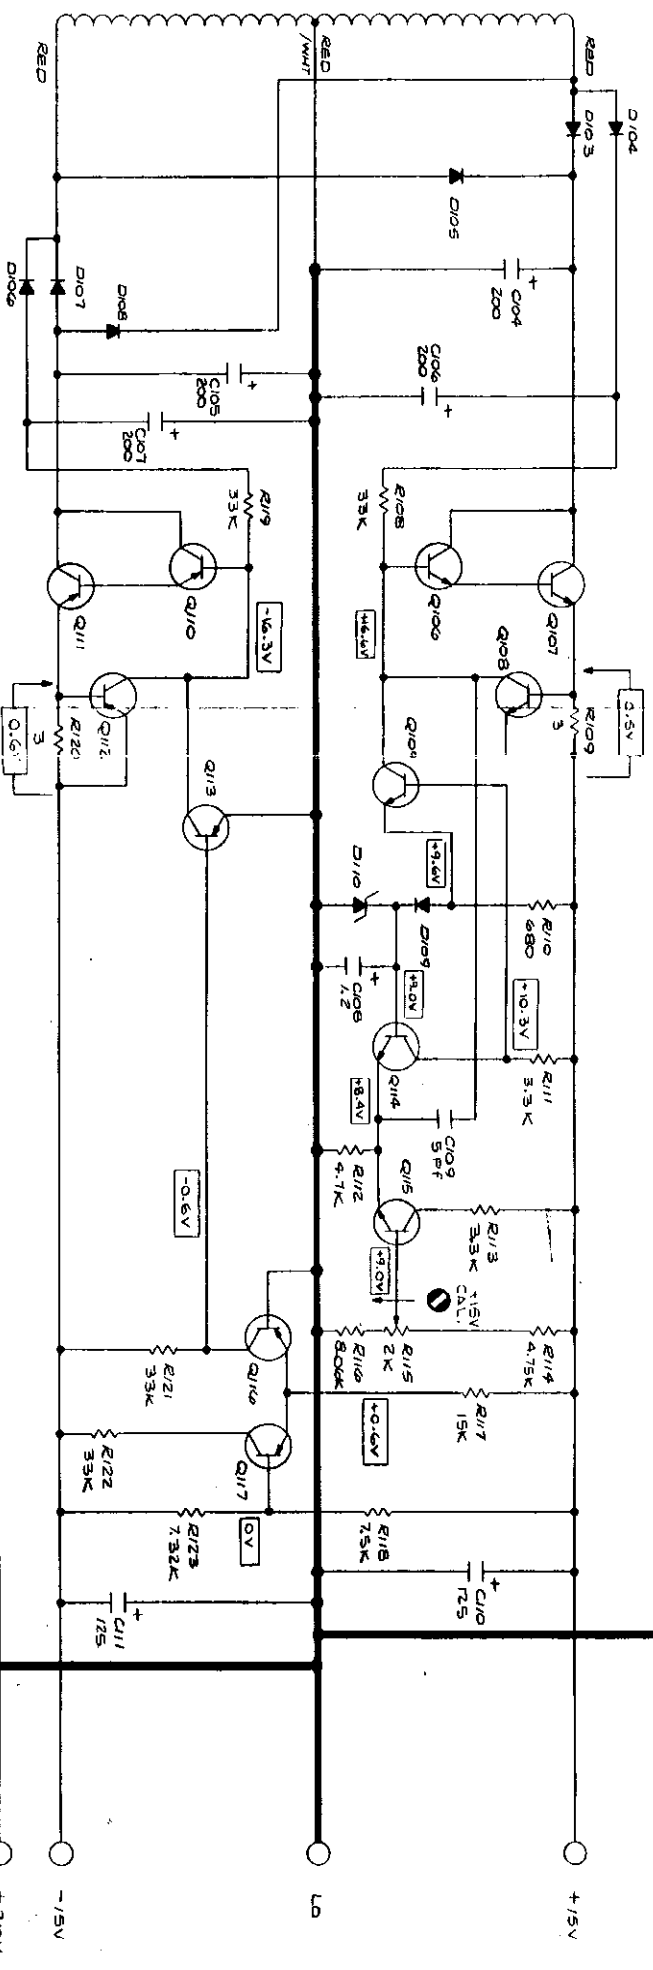 RED
RED
/WHT
RED
D104
D103
D105
D106
D107
D108
C104
200
+
C106
200
+
C105
200
+
C107
200
+
R119
33K
R108
33K
Q110
Q111
Q106
Q107
Q108
-16.3V
+16.6V
0.5V
R109
3
Q112
R120
3
Q113
D110
+9.6V
D109
R110
680
C108
1.2
+
+9.0V
+10.3V
Q114
R111
3.3K
+8.4V
C109
5 Pf
R112
4.7K
Q115
R113
3.3K
-0.6V
+9.0V
+15V
CAL.
R121
33K
Q116
R116
R115
2K
R114
4.75K
+0.6V
R117
15K
R122
33K
Q117
R123
7.32K
0V
R118
7.5K
C111
125
+
C110
125
+
-15V
LO
+15V